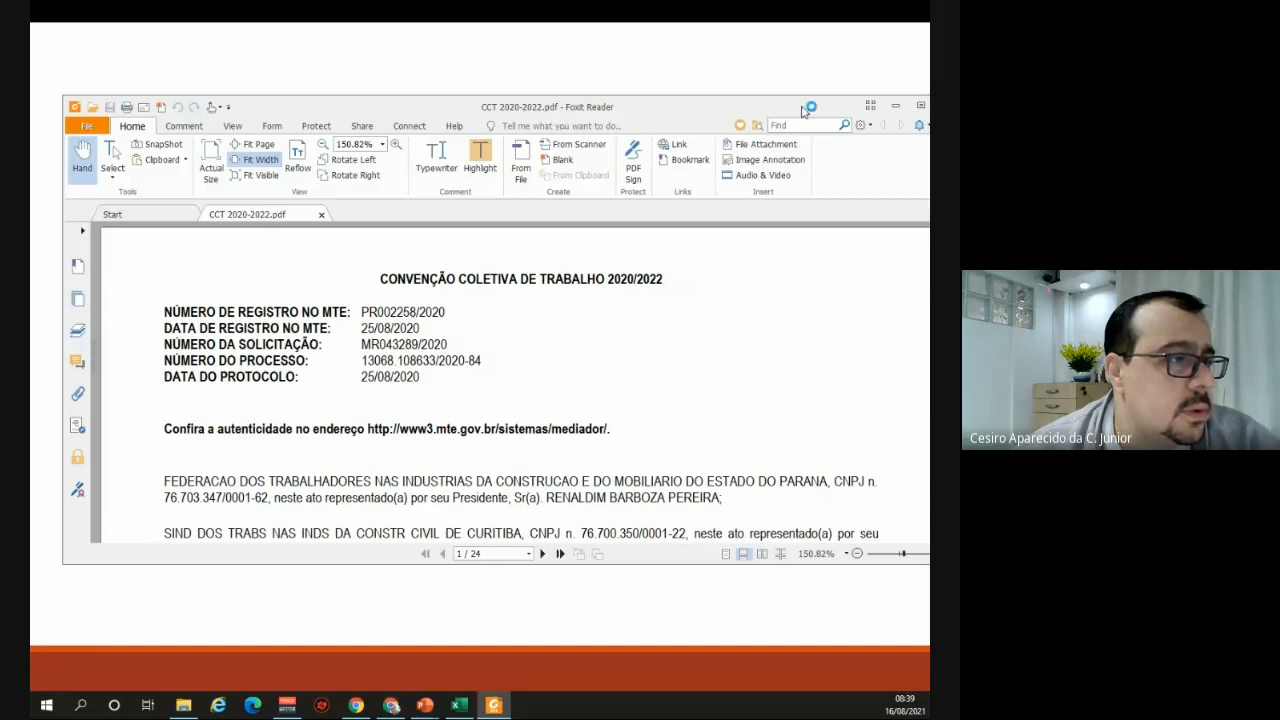 CCT 2020-2022.pdf - Foxit Reader
File Home Comment View Form Protect Share Connect Help Tell me what you want to do.. Find
Hand
Select
SnapShot
Clipboard
Tools
Actual Size
Fit Page
Fit Width
Fit Visible
Reflow
150.82%
Rotate Left
Rotate Right
View
Typewriter
Highlight
Comment
From File
From Scanner
Blank
From Clipboard
Create
PDF Sign
Protect
Link
Bookmark
Links
File Attachment
Image Annotation
Audio & Video
Insert
Start CCT 2020-2022.pdf
CONVENÇÃO COLETIVA DE TRABALHO 2020/2022
NÚMERO DE REGISTRO NO MTE: PR002258/2020
DATA DE REGISTRO NO MTE: 25/08/2020
NÚMERO DA SOLICITAÇÃO: MR043289/2020
NÚMERO DO PROCESSO: 13068.108633/2020-84
DATA DO PROTOCOLO: 25/08/2020
Confira a autenticidade no endereço http://www3.mte.gov.br/sistemas/mediador/.
FEDERACAO DOS TRABALHADORES NAS INDUSTRIAS DA CONSTRUCAO E DO MOBILIARIO DO ESTADO DO PARANA, CNPJ n.
76.703.347/0001-62, neste ato representado(a) por seu Presidente, Sr(a). RENALDIM BARBOZA PEREIRA;
SIND DOS TRABS NAS INDS DA CONSTR CIVIL DE CURITIBA, CNPJ n. 76.700.350/0001-22, neste ato representado(a) por seu
1 / 24
150.82%
Cesiro Aparecido da C. Junior
08:39
16/08/2021